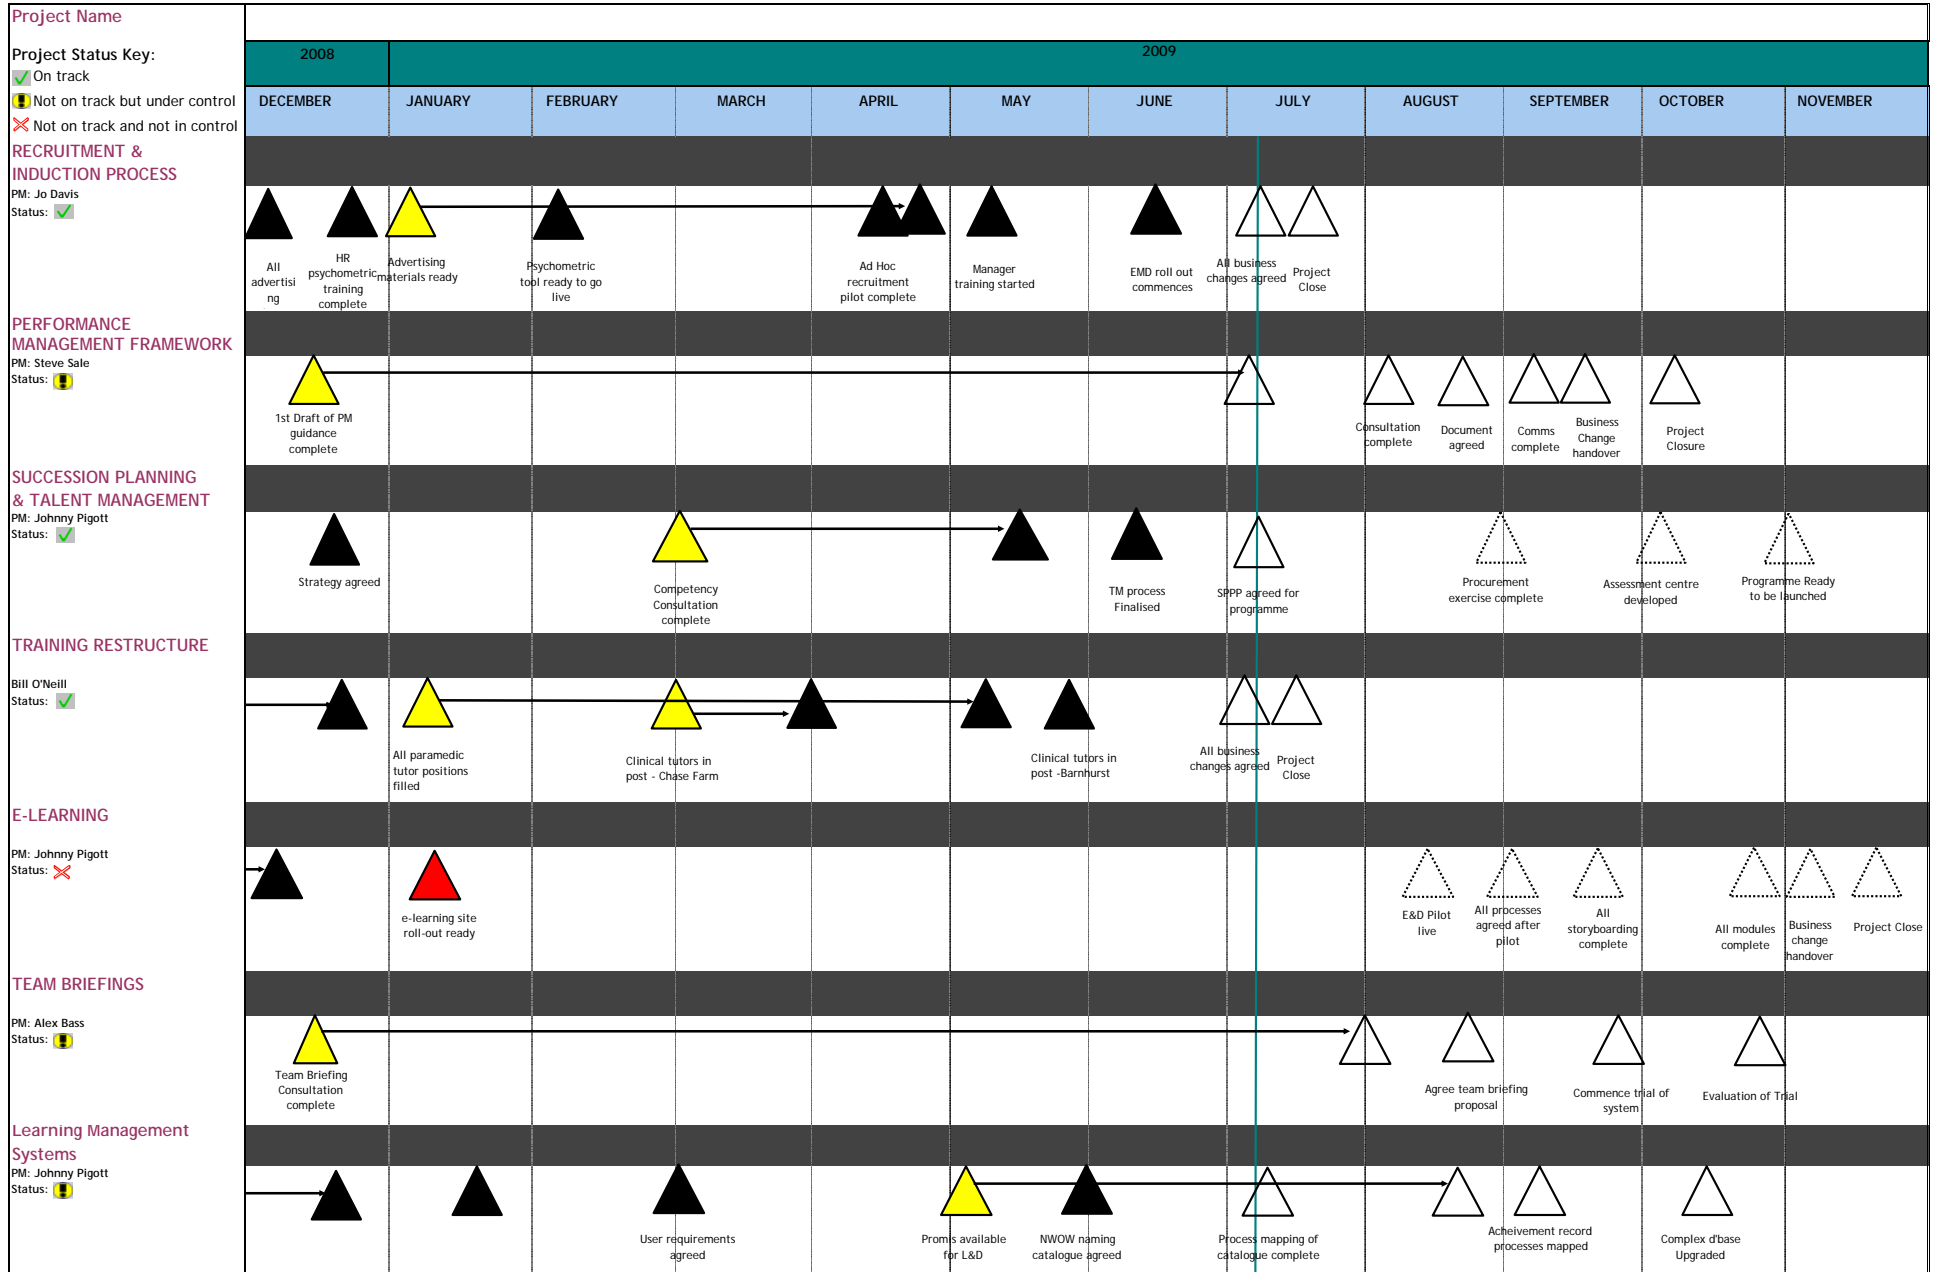 Project Name
Project Status Key:
On track
Not on track but under control
Not on track and not in control
2008
2009
DECEMBER
JANUARY
FEBRUARY
MARCH
APRIL
MAY
JUNE
JULY
AUGUST
SEPTEMBER
OCTOBER
NOVEMBER
RECRUITMENT &
INDUCTION PROCESS
PM: Jo Davis
Status:
All
advertisi
ng
HR
psychometric
training
complete
Advertising
materials ready
Psychometric
tool ready to go
live
Ad Hoc
recruitment
pilot complete
Manager
training started
EMD roll out
commences
All business
changes agreed
Project
Close
PERFORMANCE
MANAGEMENT FRAMEWORK
PM: Steve Sale
Status:
1st Draft of PM
guidance
complete
Consultation
complete
Document
agreed
Comms
complete
Business
Change
handover
Project
Closure
SUCCESSION PLANNING
& TALENT MANAGEMENT
PM: Johnny Pigott
Status:
Strategy agreed
Competency
Consultation
complete
TM process
Finalised
SPPP agreed for
programme
Procurement
exercise complete
Assessment centre
developed
Programme Ready
to be launched
TRAINING RESTRUCTURE
Bill O'Neill
Status:
All paramedic
tutor positions
filled
Clinical tutors in
post - Chase Farm
Clinical tutors in
post -Barnhurst
All business
changes agreed
Project
Close
E-LEARNING
PM: Johnny Pigott
Status:
e-learning site
roll-out ready
E&D Pilot
live
All processes
agreed after
pilot
All
storyboarding
complete
All modules
complete
Business
change
handover
Project Close
TEAM BRIEFINGS
PM: Alex Bass
Status:
Team Briefing
Consultation
complete
Agree team briefing
proposal
Commence trial of
system
Evaluation of Trial
Learning Management
Systems
PM: Johnny Pigott
Status:
User requirements
agreed
Promis available
for L&D
NWOW naming
catalogue agreed
Process mapping of
catalogue complete
Acheivement record
processes mapped
Complex d'base
Upgraded